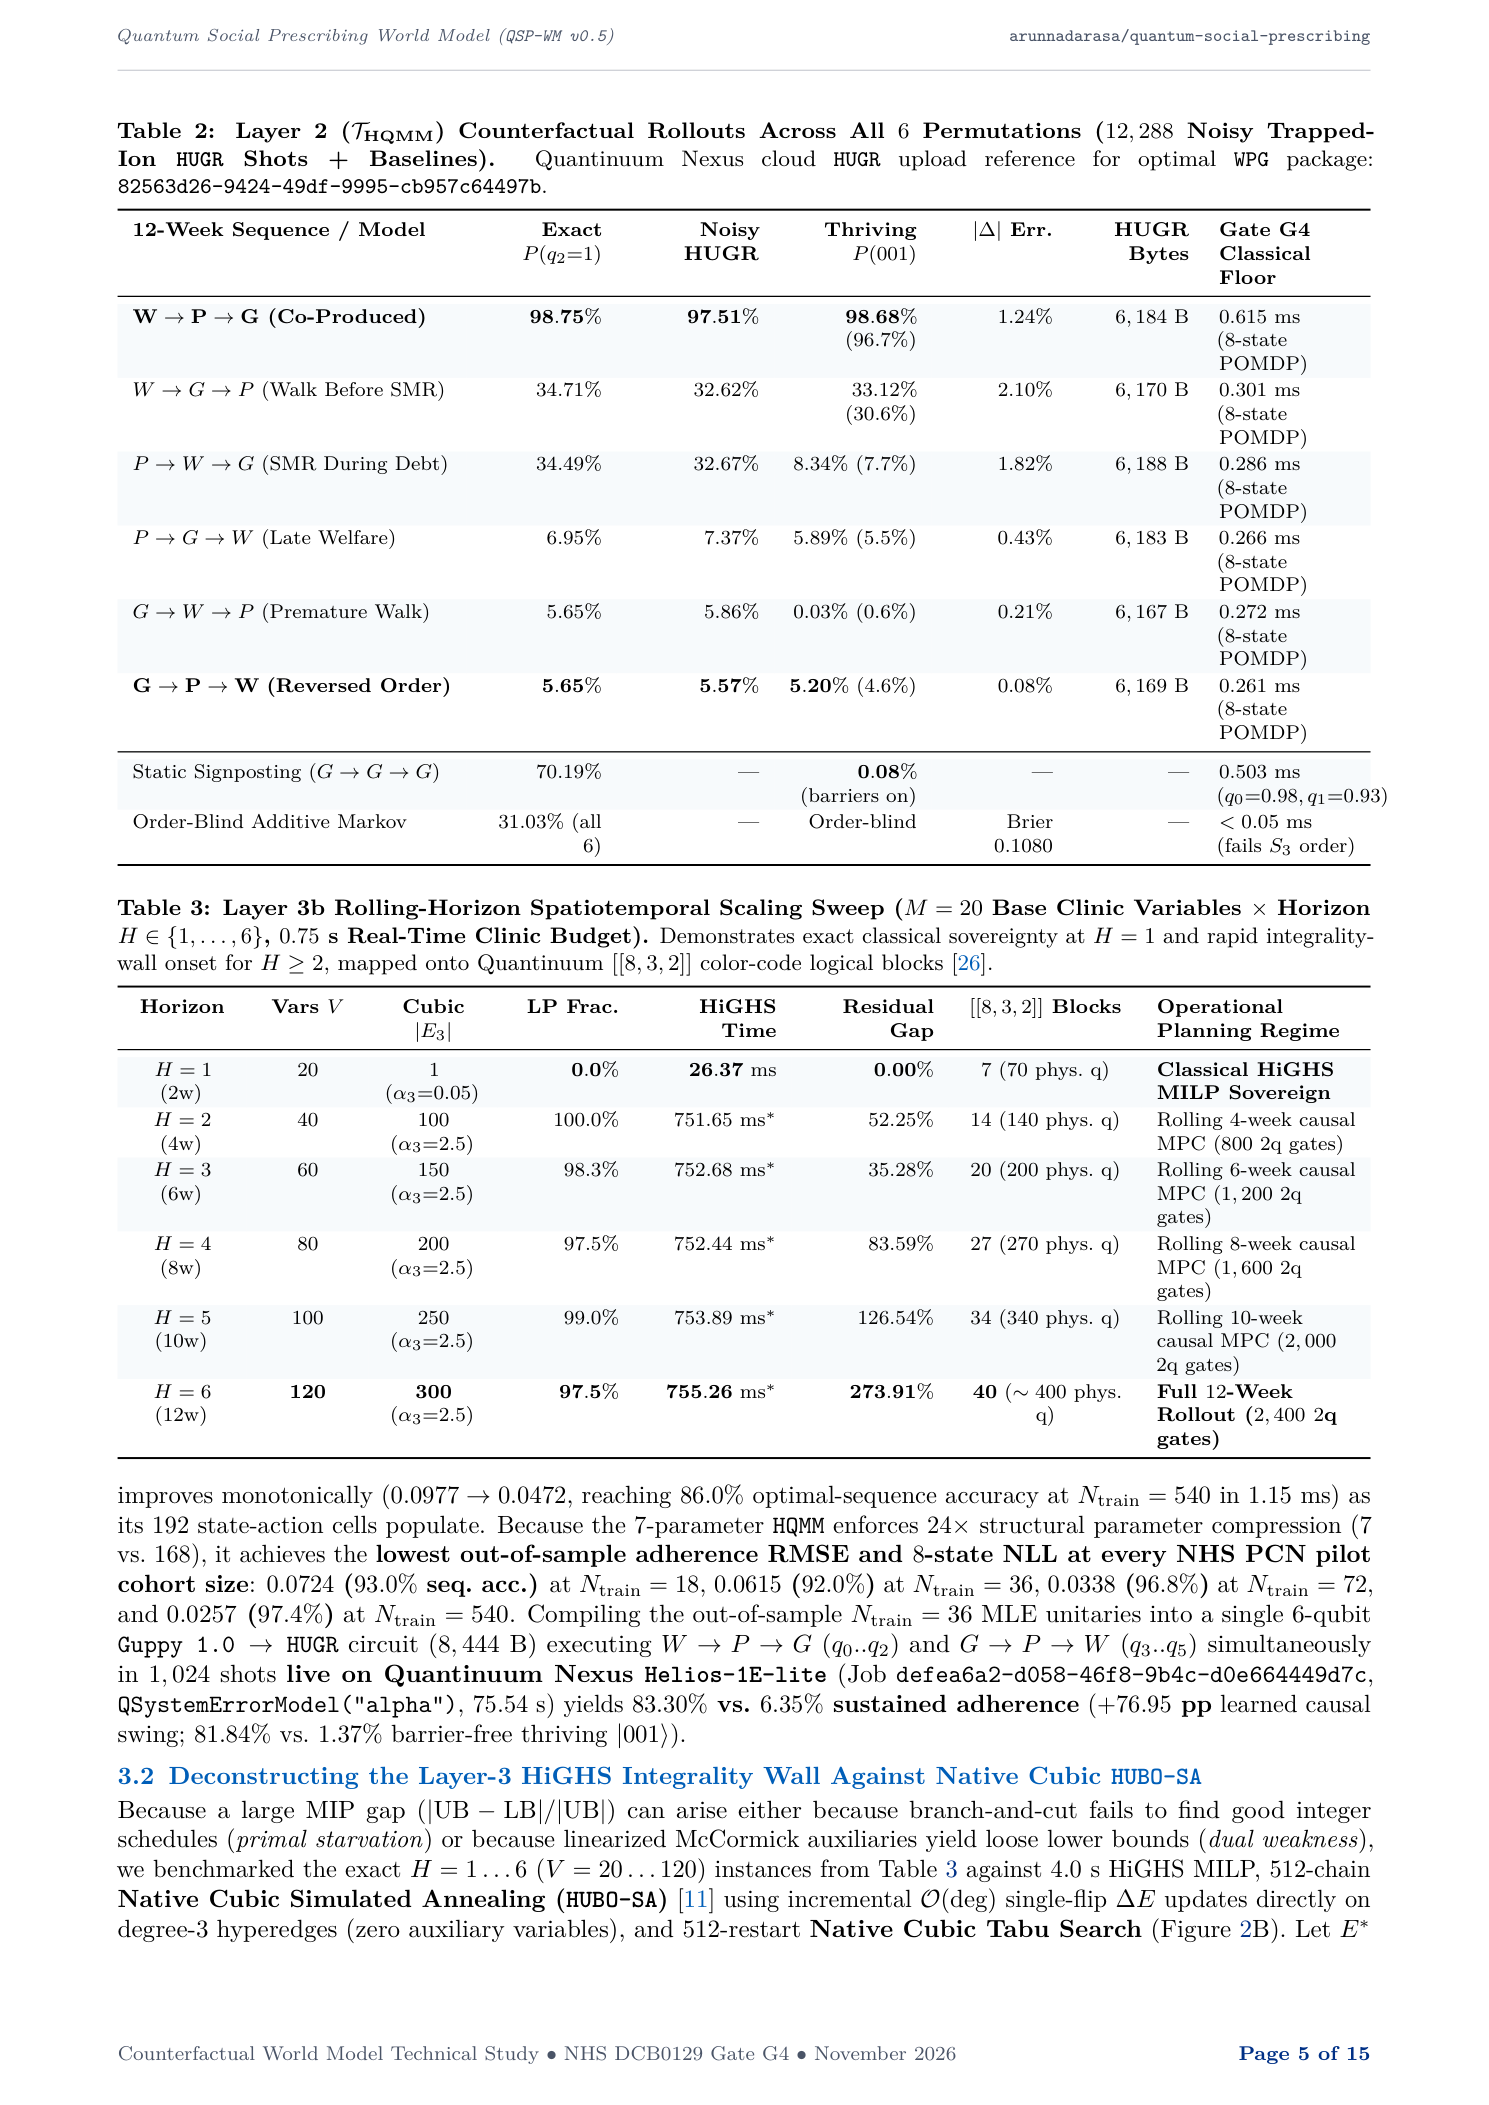 Quantum Social Prescribing World Model (QSP-WM v0.5) arunnadarasa/quantum-social-prescribing
Table 2: Layer 2 (𝒯HQMM) Counterfactual Rollouts Across All 6 Permutations (12,288 Noisy Trapped-
Ion HUGR Shots + Baselines). Quantinuum Nexus cloud HUGR upload reference for optimal WPG package:
82563d26-9424-49df-9995-cb957c64497b.
12-Week Sequence / Model Exact Noisy Thriving |Δ| Err. HUGR Gate G4
P(q₂=1) HUGR P(001) Bytes Classical
Floor
W → P → G (Co-Produced) 98.75% 97.51% 98.68% 1.24% 6,184 B 0.615 ms
(96.7%) (8-state
POMDP)
W → G → P (Walk Before SMR) 34.71% 32.62% 33.12% 2.10% 6,170 B 0.301 ms
(30.6%) (8-state
POMDP)
P → W → G (SMR During Debt) 34.49% 32.67% 8.34% (7.7%) 1.82% 6,188 B 0.286 ms
(8-state
POMDP)
P → G → W (Late Welfare) 6.95% 7.37% 5.89% (5.5%) 0.43% 6,183 B 0.266 ms
(8-state
POMDP)
G → W → P (Premature Walk) 5.65% 5.86% 0.03% (0.6%) 0.21% 6,167 B 0.272 ms
(8-state
POMDP)
G → P → W (Reversed Order) 5.65% 5.57% 5.20% (4.6%) 0.08% 6,169 B 0.261 ms
(8-state
POMDP)
Static Signposting (G → G → G) 70.19% — 0.08% — — 0.503 ms
(barriers on) (q₀=0.98, q₁=0.93)
Order-Blind Additive Markov 31.03% (all — Order-blind Brier — < 0.05 ms
6) 0.1080 (fails S₃ order)
Table 3: Layer 3b Rolling-Horizon Spatiotemporal Scaling Sweep (M = 20 Base Clinic Variables × Horizon
H ∈ {1, …, 6}, 0.75 s Real-Time Clinic Budget). Demonstrates exact classical sovereignty at H = 1 and rapid integrality-
wall onset for H ≥ 2, mapped onto Quantinuum [[8, 3, 2]] color-code logical blocks [26].
Horizon Vars V Cubic LP Frac. HiGHS Residual [[8, 3, 2]] Blocks Operational
|E₃| Time Gap Planning Regime
H = 1 20 1 0.0% 26.37 ms 0.00% 7 (70 phys. q) Classical HiGHS
(2w) (α₃=0.05) MILP Sovereign
H = 2 40 100 100.0% 751.65 ms* 52.25% 14 (140 phys. q) Rolling 4-week causal
(4w) (α₃=2.5) MPC (800 2q gates)
H = 3 60 150 98.3% 752.68 ms* 35.28% 20 (200 phys. q) Rolling 6-week causal
(6w) (α₃=2.5) MPC (1,200 2q
gates)
H = 4 80 200 97.5% 752.44 ms* 83.59% 27 (270 phys. q) Rolling 8-week causal
(8w) (α₃=2.5) MPC (1,600 2q
gates)
H = 5 100 250 99.0% 753.89 ms* 126.54% 34 (340 phys. q) Rolling 10-week
(10w) (α₃=2.5) causal MPC (2,000
2q gates)
H = 6 120 300 97.5% 755.26 ms* 273.91% 40 (∼ 400 phys. Full 12-Week
(12w) (α₃=2.5) q) Rollout (2,400 2q
gates)
improves monotonically (0.0977 → 0.0472, reaching 86.0% optimal-sequence accuracy at Ntrain = 540 in 1.15 ms) as
its 192 state-action cells populate. Because the 7-parameter HQMM enforces 24× structural parameter compression (7
vs. 168), it achieves the lowest out-of-sample adherence RMSE and 8-state NLL at every NHS PCN pilot
cohort size: 0.0724 (93.0% seq. acc.) at Ntrain = 18, 0.0615 (92.0%) at Ntrain = 36, 0.0338 (96.8%) at Ntrain = 72,
and 0.0257 (97.4%) at Ntrain = 540. Compiling the out-of-sample Ntrain = 36 MLE unitaries into a single 6-qubit
Guppy 1.0 → HUGR circuit (8,444 B) executing W → P → G (q₀..q₂) and G → P → W (q₃..q₅) simultaneously
in 1,024 shots live on Quantinuum Nexus Helios-1E-lite (Job defea6a2-d058-46f8-9b4c-d0e664449d7c,
QSystemErrorModel("alpha"), 75.54 s) yields 83.30% vs. 6.35% sustained adherence (+76.95 pp learned causal
swing; 81.84% vs. 1.37% barrier-free thriving |001⟩).
3.2 Deconstructing the Layer-3 HiGHS Integrality Wall Against Native Cubic HUBO-SA
Because a large MIP gap (|UB − LB|/|UB|) can arise either because branch-and-cut fails to find good integer
schedules (primal starvation) or because linearized McCormick auxiliaries yield loose lower bounds (dual weakness),
we benchmarked the exact H = 1 … 6 (V = 20 … 120) instances from Table 3 against 4.0 s HiGHS MILP, 512-chain
Native Cubic Simulated Annealing (HUBO-SA) [11] using incremental 𝒪(deg) single-flip ΔE updates directly on
degree-3 hyperedges (zero auxiliary variables), and 512-restart Native Cubic Tabu Search (Figure 2B). Let E*
Counterfactual World Model Technical Study • NHS DCB0129 Gate G4 • November 2026 Page 5 of 15